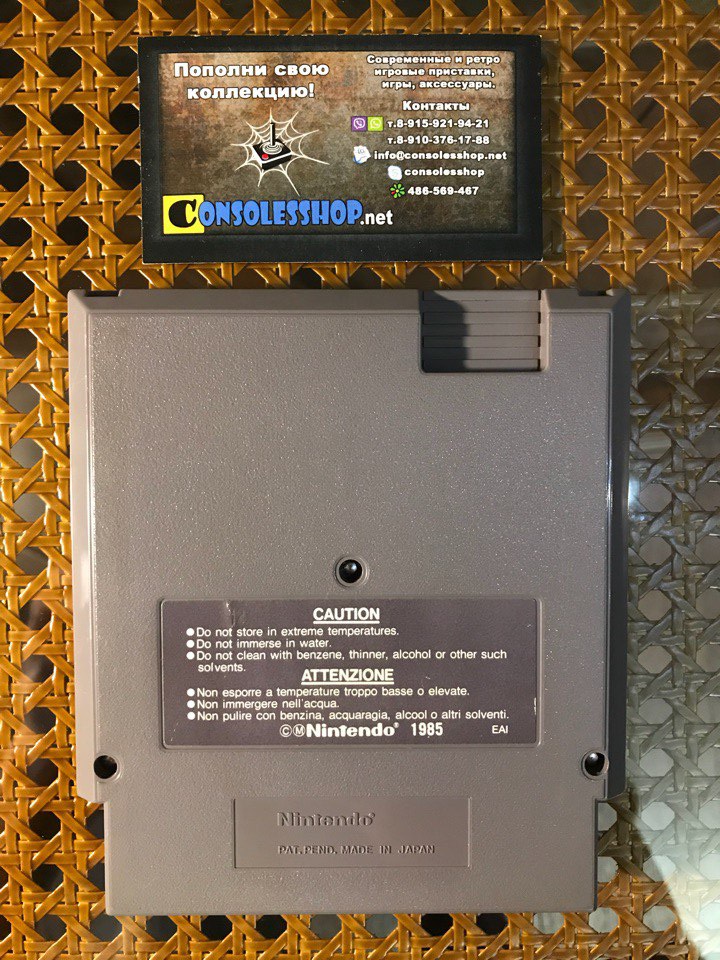 Пополни свою
коллекцию!
CONSOLESSHOP.net
Современные и ретро
игровые приставки,
игры, аксессуары.
Контакты
т.8-915-921-94-21
т.8-910-376-17-88
info@consolesshop.net
consolesshop
486-569-467
CAUTION
●Do not store in extreme temperatures.
●Do not immerse in water.
●Do not clean with benzene, thinner, alcohol or other such
solvents.
ATTENZIONE
●Non esporre a temperature troppo basse o elevate.
●Non immergere nell'acqua.
●Non pulire con benzina, acquaragia, alcool o altri solventi.
©ⓂNintendo® 1985 EAI
Nintendo®
PAT. PEND. MADE IN JAPAN